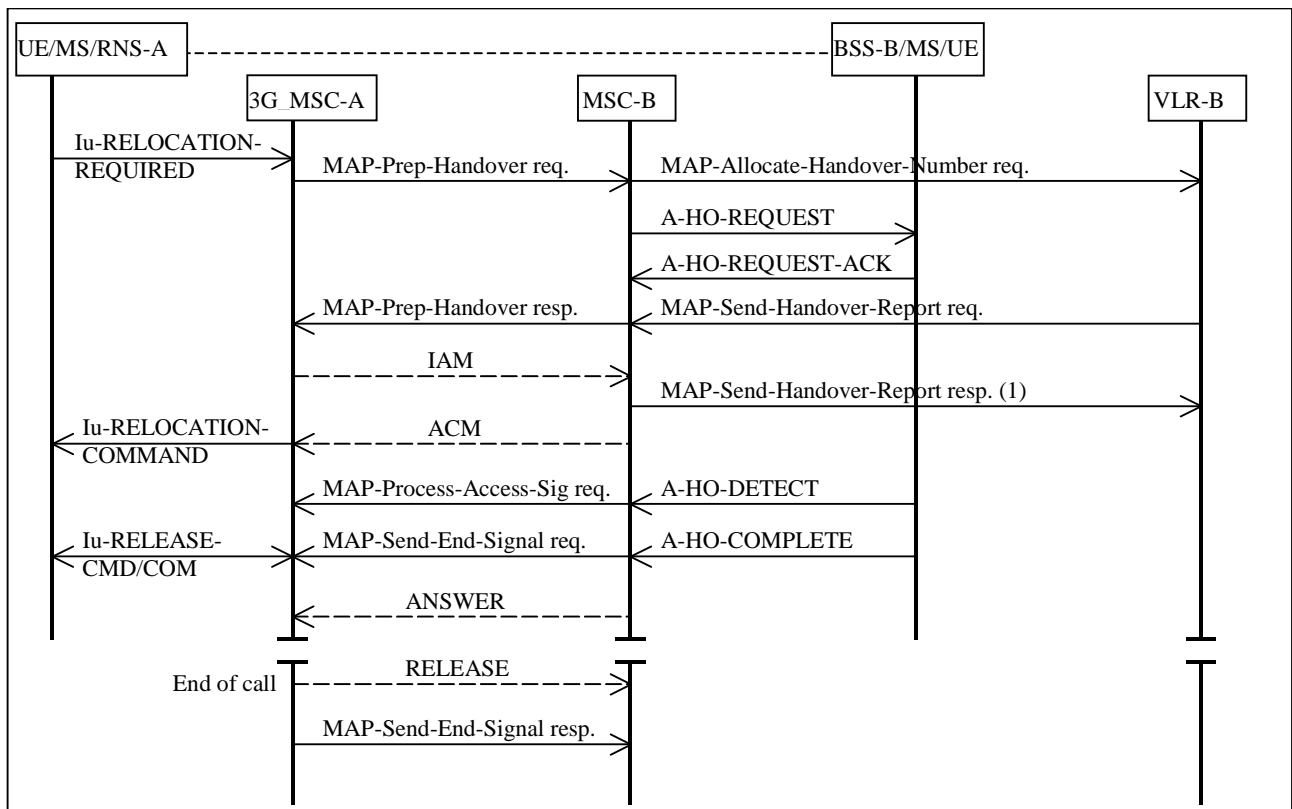 UE/MS/RNS-A
BSS-B/MS/UE
3G_MSC-A
MSC-B
VLR-B
Iu-RELOCATION-
REQUIRED
MAP-Prep-Handover req.
MAP-Allocate-Handover-Number req.
A-HO-REQUEST
A-HO-REQUEST-ACK
MAP-Prep-Handover resp.
MAP-Send-Handover-Report req.
IAM
MAP-Send-Handover-Report resp. (1)
Iu-RELOCATION-
COMMAND
ACM
MAP-Process-Access-Sig req.
A-HO-DETECT
Iu-RELEASE-
CMD/COM
MAP-Send-End-Signal req.
A-HO-COMPLETE
ANSWER
RELEASE
End of call
MAP-Send-End-Signal resp.